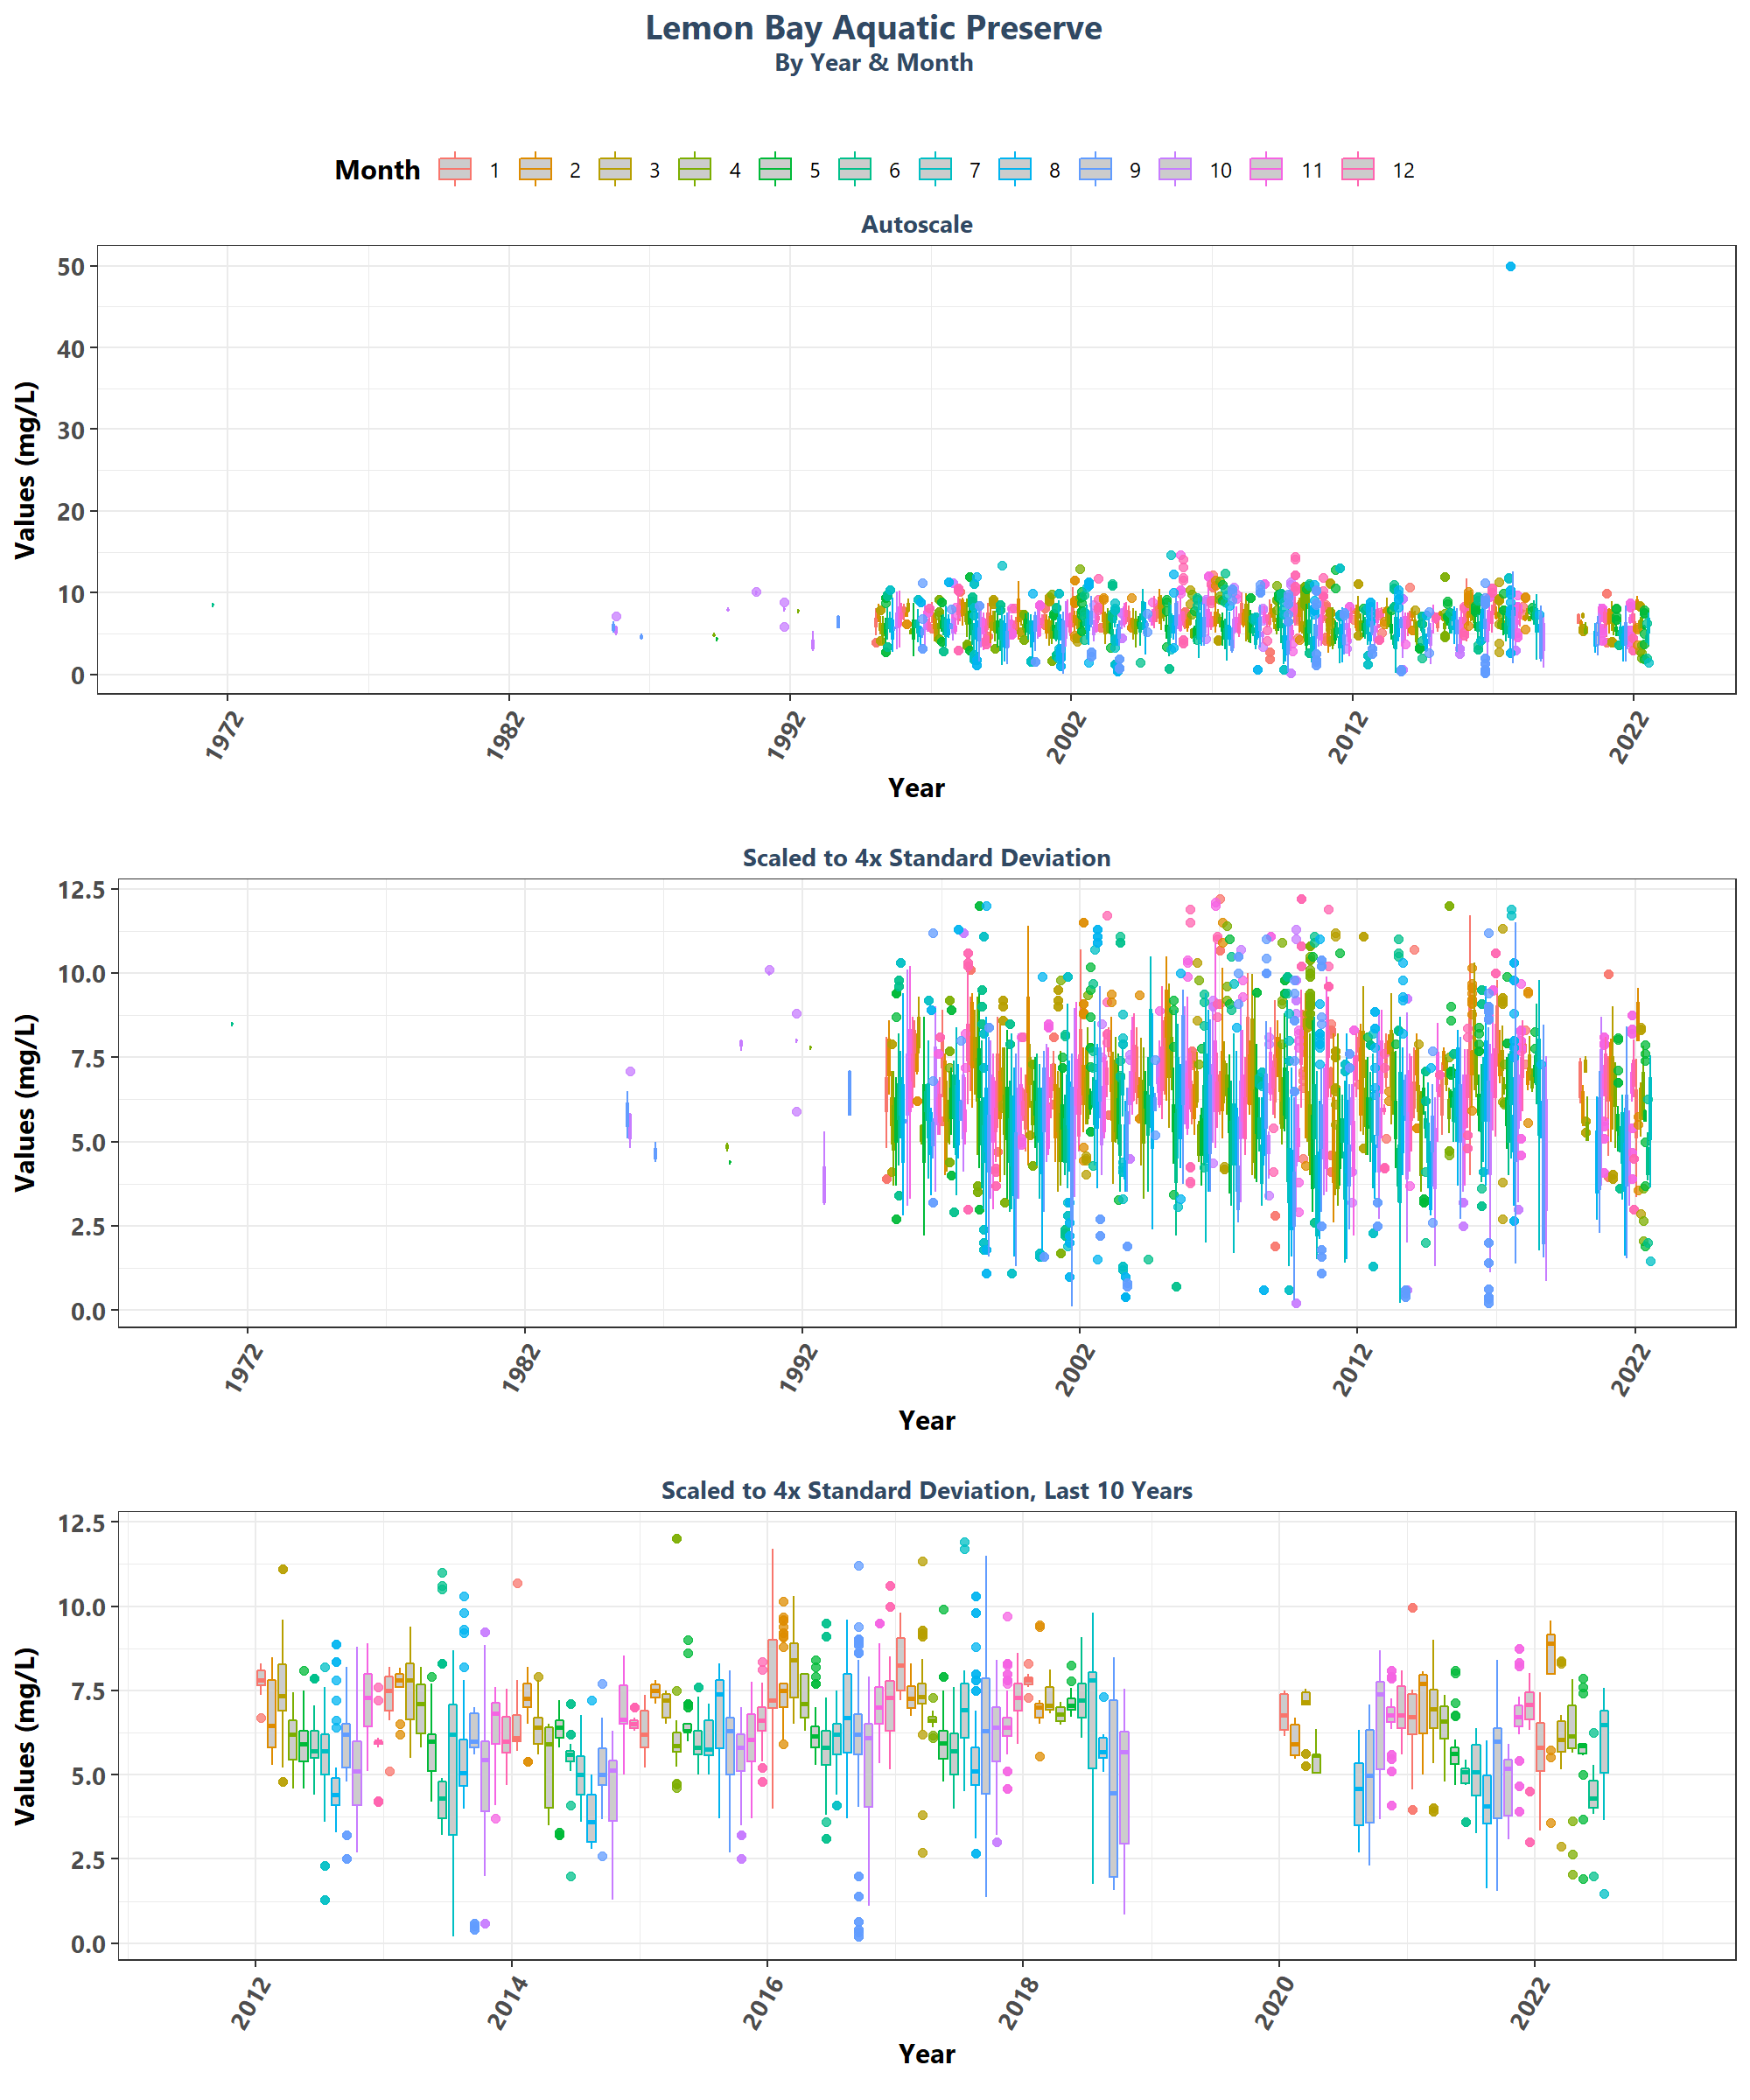 Lemon Bay Aquatic Preserve
By Year & Month
Month 1 2 3 4 5 6 7 8 9 10 11 12
Autoscale
50
40
30
20
10
0
Values (mg/L)
1972 1982 1992 2002 2012 2022
Year
Scaled to 4x Standard Deviation
12.5
10.0
7.5
5.0
2.5
0.0
Values (mg/L)
1972 1982 1992 2002 2012 2022
Year
Scaled to 4x Standard Deviation, Last 10 Years
12.5
10.0
7.5
5.0
2.5
0.0
Values (mg/L)
2012 2014 2016 2018 2020 2022
Year